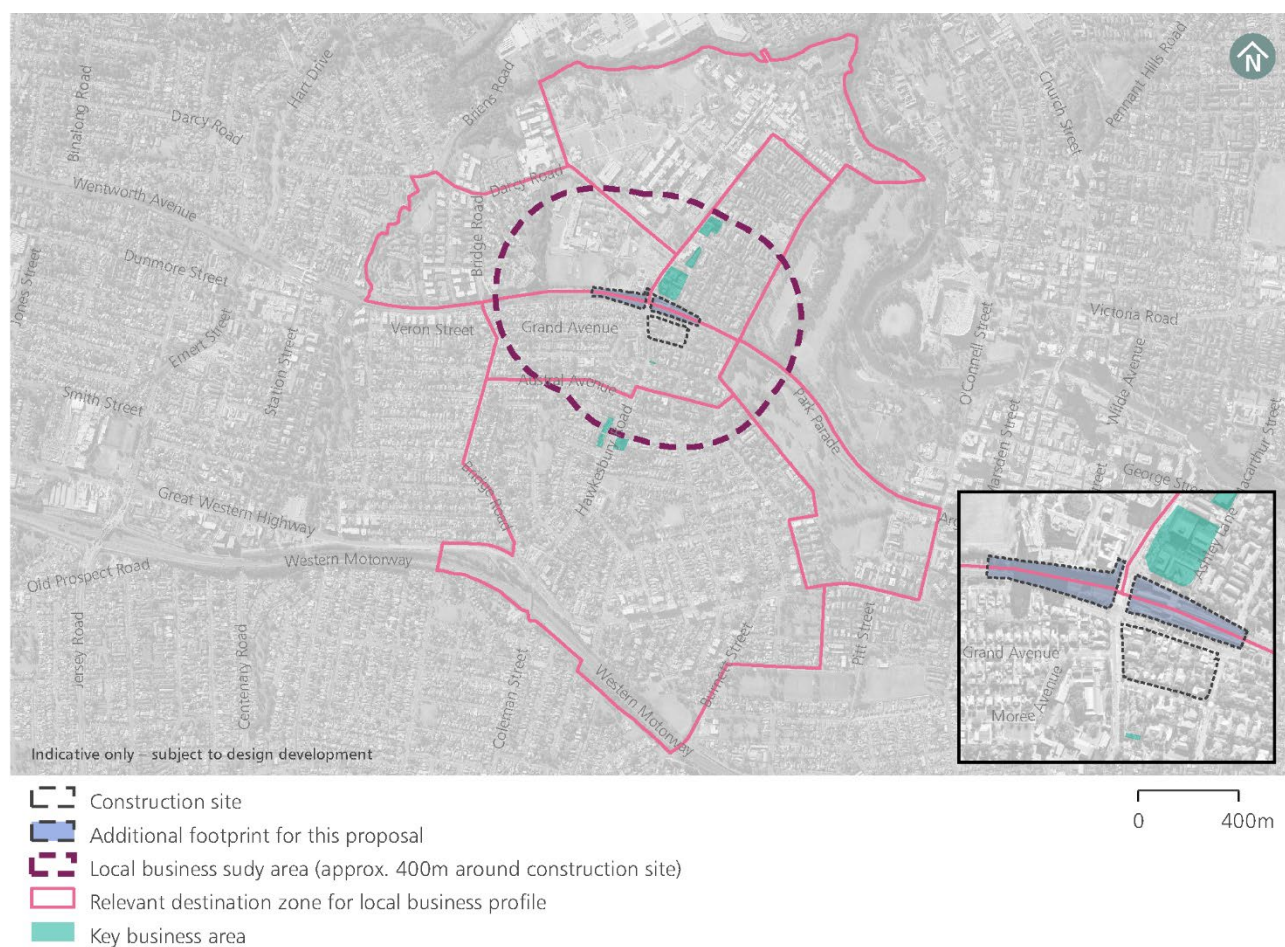 N
Hart Drive
Briens Road
Church Street
Pennant Hills Road
Binalong Road
Darcy Road
Darcy Road
Wentworth Avenue
Bridge Road
Dunmore Street
Jones Street
Emert Street
Station Street
Veron Street
Grand Avenue
Victoria Road
O'Connell Street
Wilde Avenue
Austral Avenue
Park Parade
Smith Street
Hawkesbury Road
Marsden Street
Macarthur Street
George Street
Bridge Road
Great Western Highway
Western Motorway
Old Prospect Road
Ashley Lane
Jersey Road
Centenary Road
Coleman Street
Western Motorway
Burnett Street
Pitt Street
Grand Avenue
Moree Avenue
Indicative only – subject to design development
Construction site
Additional footprint for this proposal
Local business sudy area (approx. 400m around construction site)
Relevant destination zone for local business profile
Key business area
0 400m